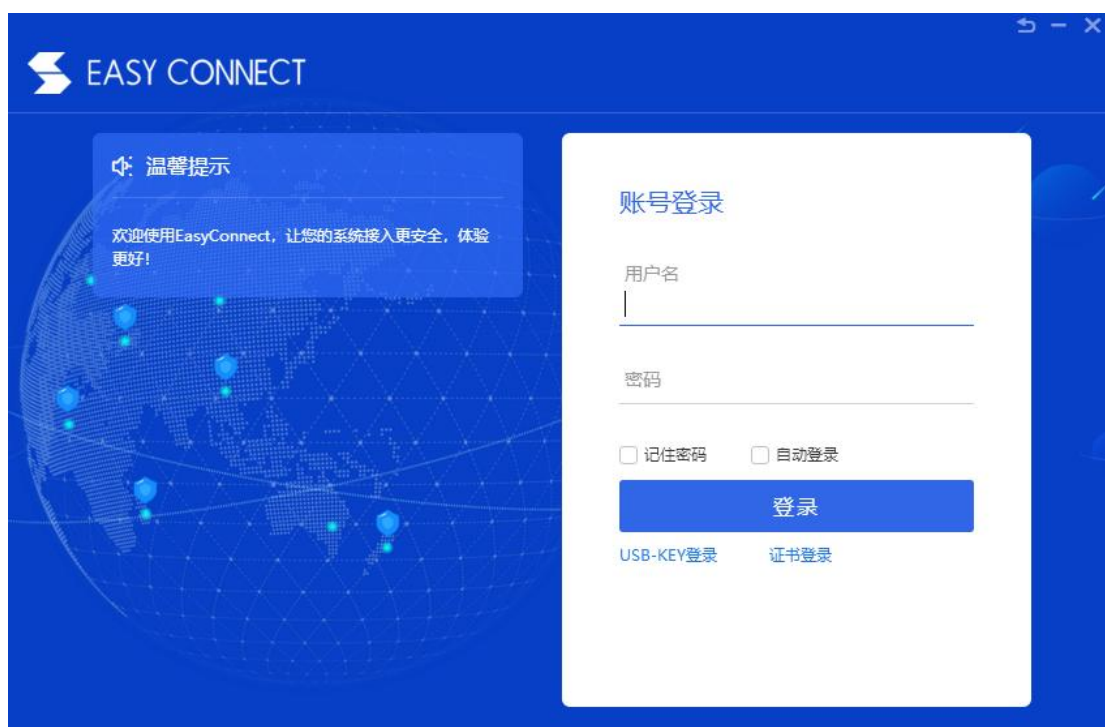 EASY CONNECT
温馨提示
欢迎使用EasyConnect，让您的系统接入更安全，体验
更好！
账号登录
用户名
密码
记住密码
自动登录
登录
USB-KEY登录
证书登录